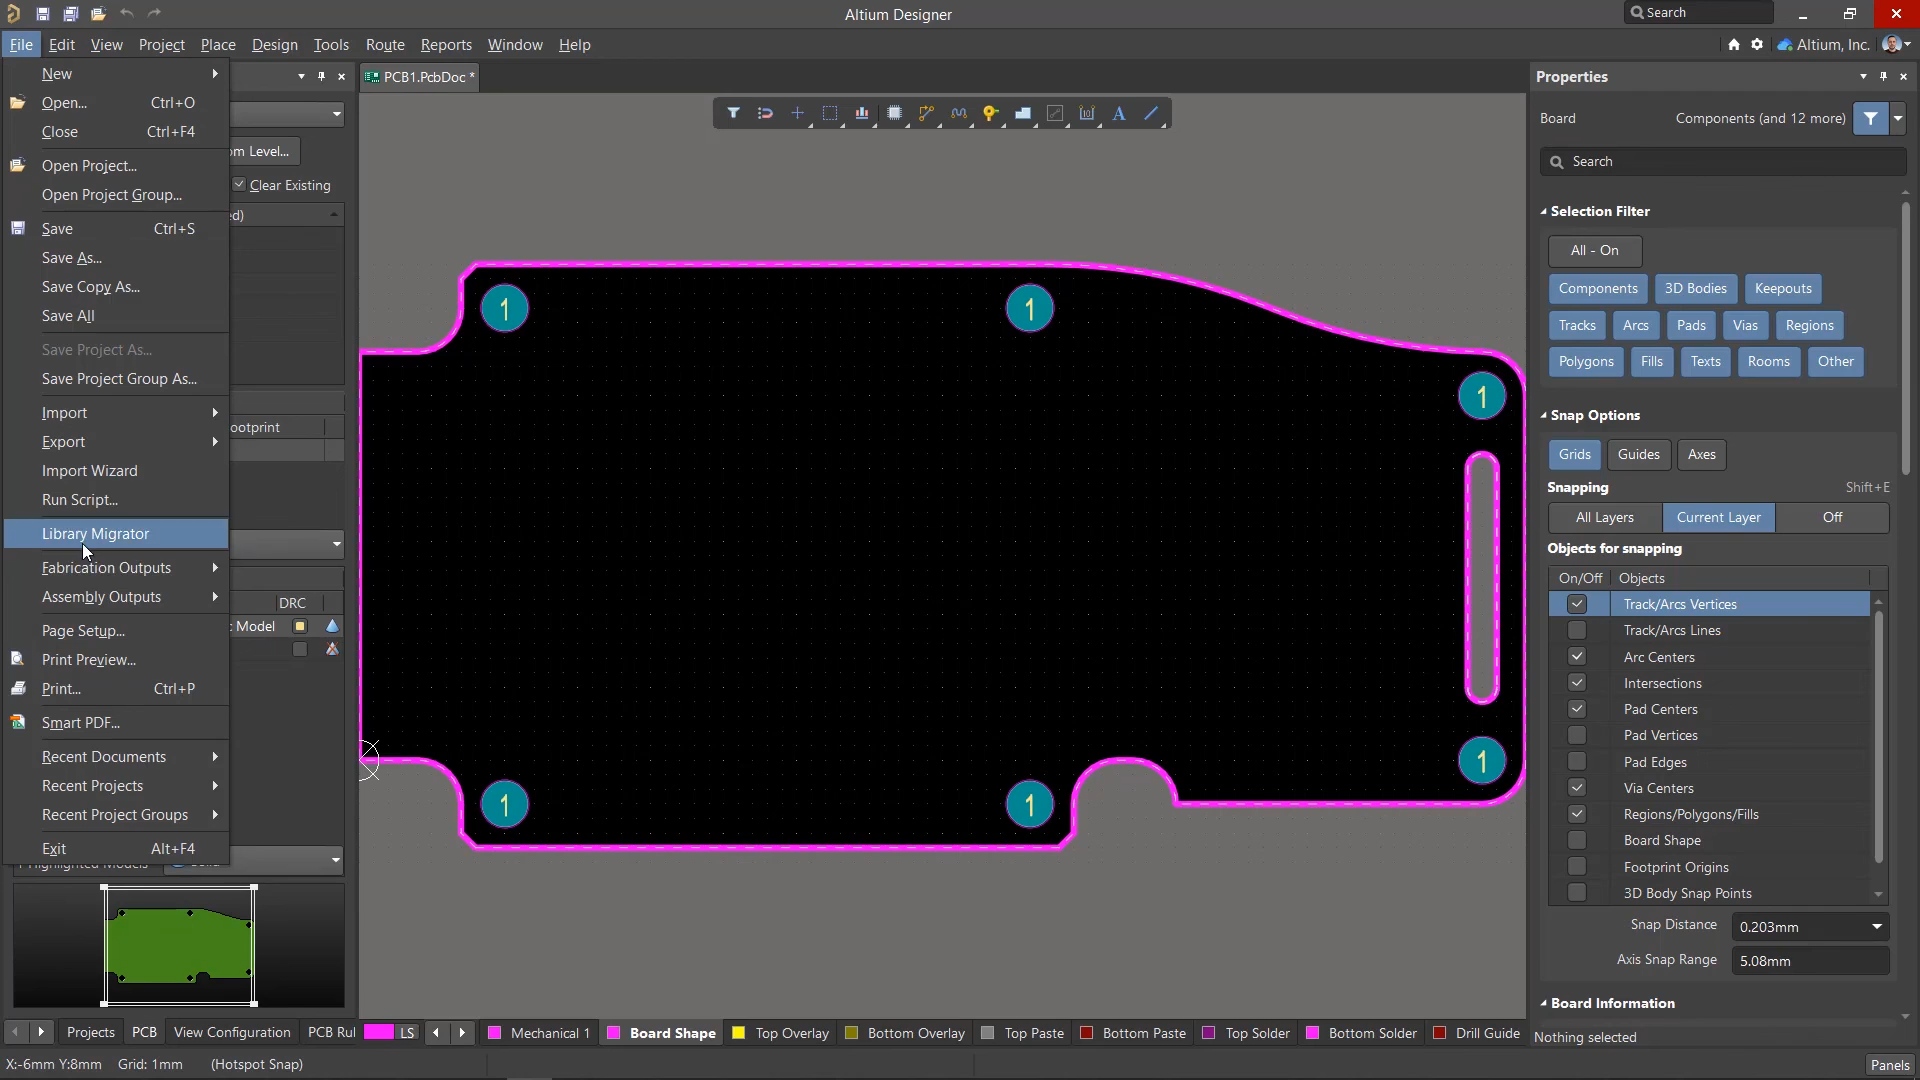 Altium Designer
Search
File Edit View Project Place Design Tools Route Reports Window Help
Altium, Inc.
New
Open... Ctrl+O
Close Ctrl+F4
Open Project...
Open Project Group...
Save Ctrl+S
Save As...
Save Copy As...
Save All
Save Project As...
Save Project Group As...
Import
Export
Import Wizard
Run Script...
Library Migrator
Fabrication Outputs
Assembly Outputs
Page Setup...
Print Preview...
Print... Ctrl+P
Smart PDF...
Recent Documents
Recent Projects
Recent Project Groups
Exit Alt+F4
om Level...
Clear Existing
ed)
ootprint
DRC
Model
PCB1.PcbDoc *
A
1 1
1
1
1 1
Properties
Board Components (and 12 more)
Search
Selection Filter
All - On
Components 3D Bodies Keepouts
Tracks Arcs Pads Vias Regions
Polygons Fills Texts Rooms Other
Snap Options
Grids Guides Axes
Snapping Shift+E
All Layers Current Layer Off
Objects for snapping
On/Off Objects
Track/Arcs Vertices
Track/Arcs Lines
Arc Centers
Intersections
Pad Centers
Pad Vertices
Pad Edges
Via Centers
Regions/Polygons/Fills
Board Shape
Footprint Origins
3D Body Snap Points
Snap Distance 0.203mm
Axis Snap Range 5.08mm
Board Information
Nothing selected
Projects PCB View Configuration PCB Rul
LS Mechanical 1 Board Shape Top Overlay Bottom Overlay Top Paste Bottom Paste Top Solder Bottom Solder Drill Guide
X:-6mm Y:8mm Grid: 1mm (Hotspot Snap)
Panels